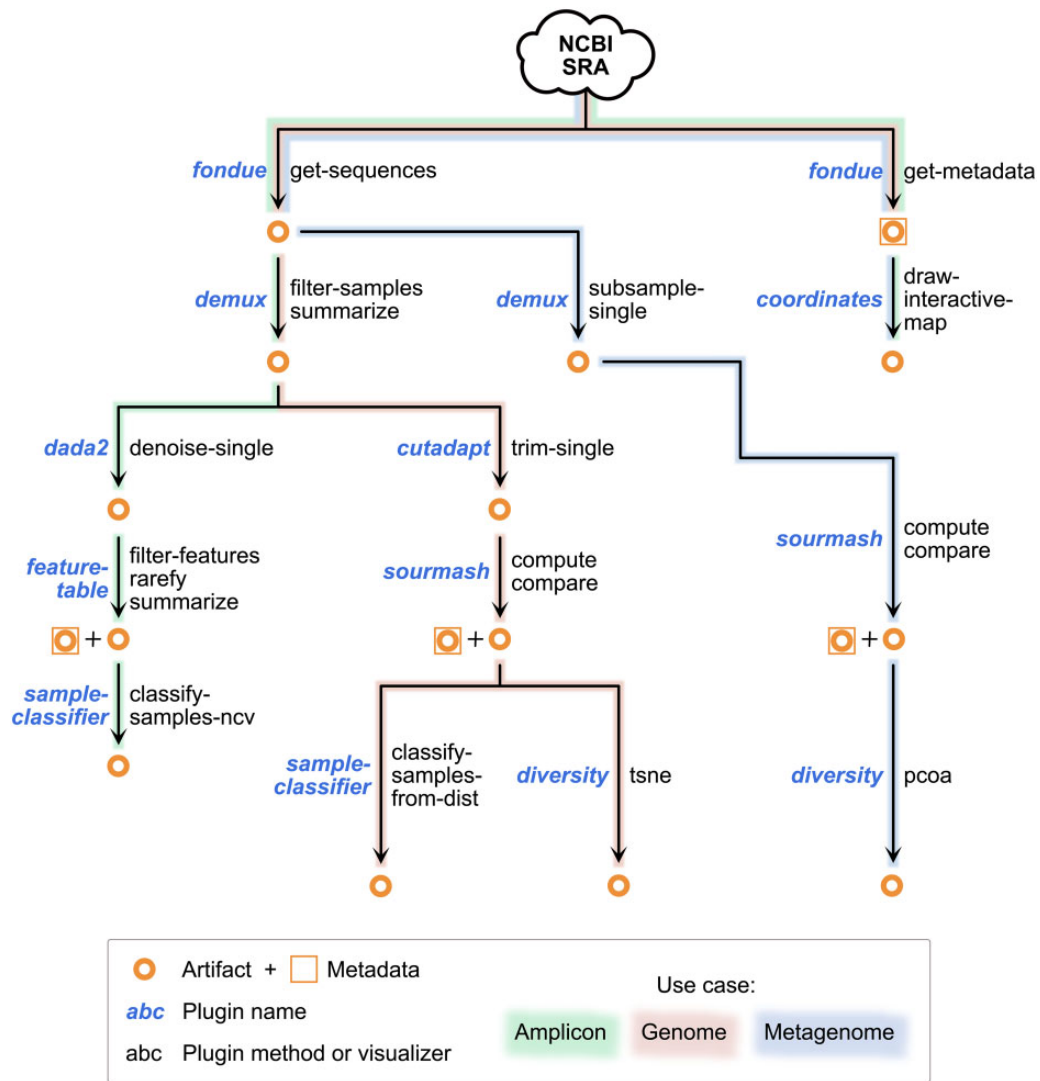 NCBI
SRA
fondue get-sequences
fondue get-metadata
demux
filter-samples
summarize
demux
subsample-
single
coordinates
draw-
interactive-
map
dada2 denoise-single
cutadapt trim-single
feature-
table
filter-features
rarefy
summarize
sourmash
compute
compare
sourmash
compute
compare
+
+
+
sample-
classifier
classify-
samples-ncv
sample-
classifier
classify-
samples-
from-dist
diversity tsne
diversity pcoa
Artifact + Metadata
abc Plugin name
abc Plugin method or visualizer
Use case:
Amplicon Genome Metagenome